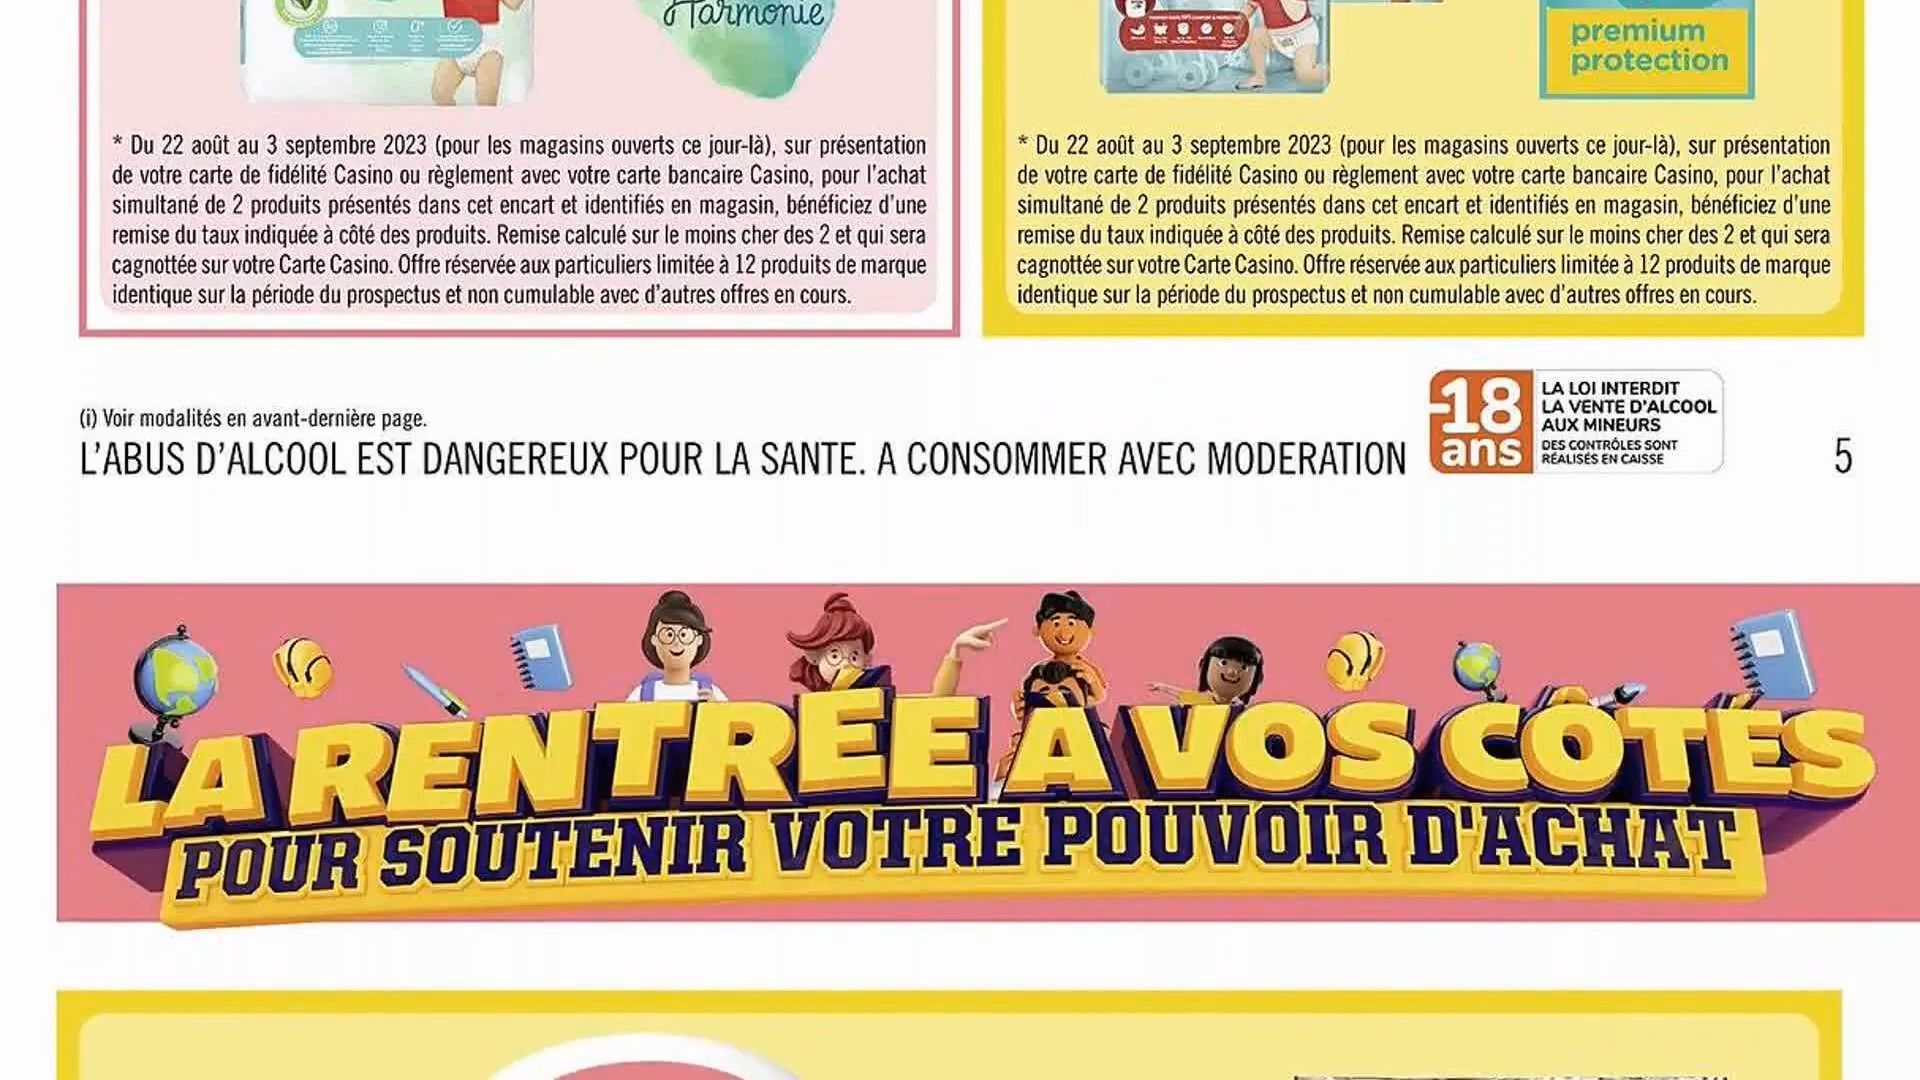 Harmonie
premium
protection
* Du 22 août au 3 septembre 2023 (pour les magasins ouverts ce jour-là), sur présentation
de votre carte de fidélité Casino ou règlement avec votre carte bancaire Casino, pour l'achat
simultané de 2 produits présentés dans cet encart et identifiés en magasin, bénéficiez d'une
remise du taux indiquée à côté des produits. Remise calculé sur le moins cher des 2 et qui sera
cagnottée sur votre Carte Casino. Offre réservée aux particuliers limitée à 12 produits de marque
identique sur la période du prospectus et non cumulable avec d'autres offres en cours.
* Du 22 août au 3 septembre 2023 (pour les magasins ouverts ce jour-là), sur présentation
de votre carte de fidélité Casino ou règlement avec votre carte bancaire Casino, pour l'achat
simultané de 2 produits présentés dans cet encart et identifiés en magasin, bénéficiez d'une
remise du taux indiquée à côté des produits. Remise calculé sur le moins cher des 2 et qui sera
cagnottée sur votre Carte Casino. Offre réservée aux particuliers limitée à 12 produits de marque
identique sur la période du prospectus et non cumulable avec d'autres offres en cours.
(i) Voir modalités en avant-dernière page.
L'ABUS D'ALCOOL EST DANGEREUX POUR LA SANTE. A CONSOMMER AVEC MODERATION
-18
ans
LA LOI INTERDIT
LA VENTE D'ALCOOL
AUX MINEURS
DES CONTRÔLES SONT
RÉALISÉS EN CAISSE
5
LA RENTRÉE A VOS CÔTÉS
POUR SOUTENIR VOTRE POUVOIR D'ACHAT